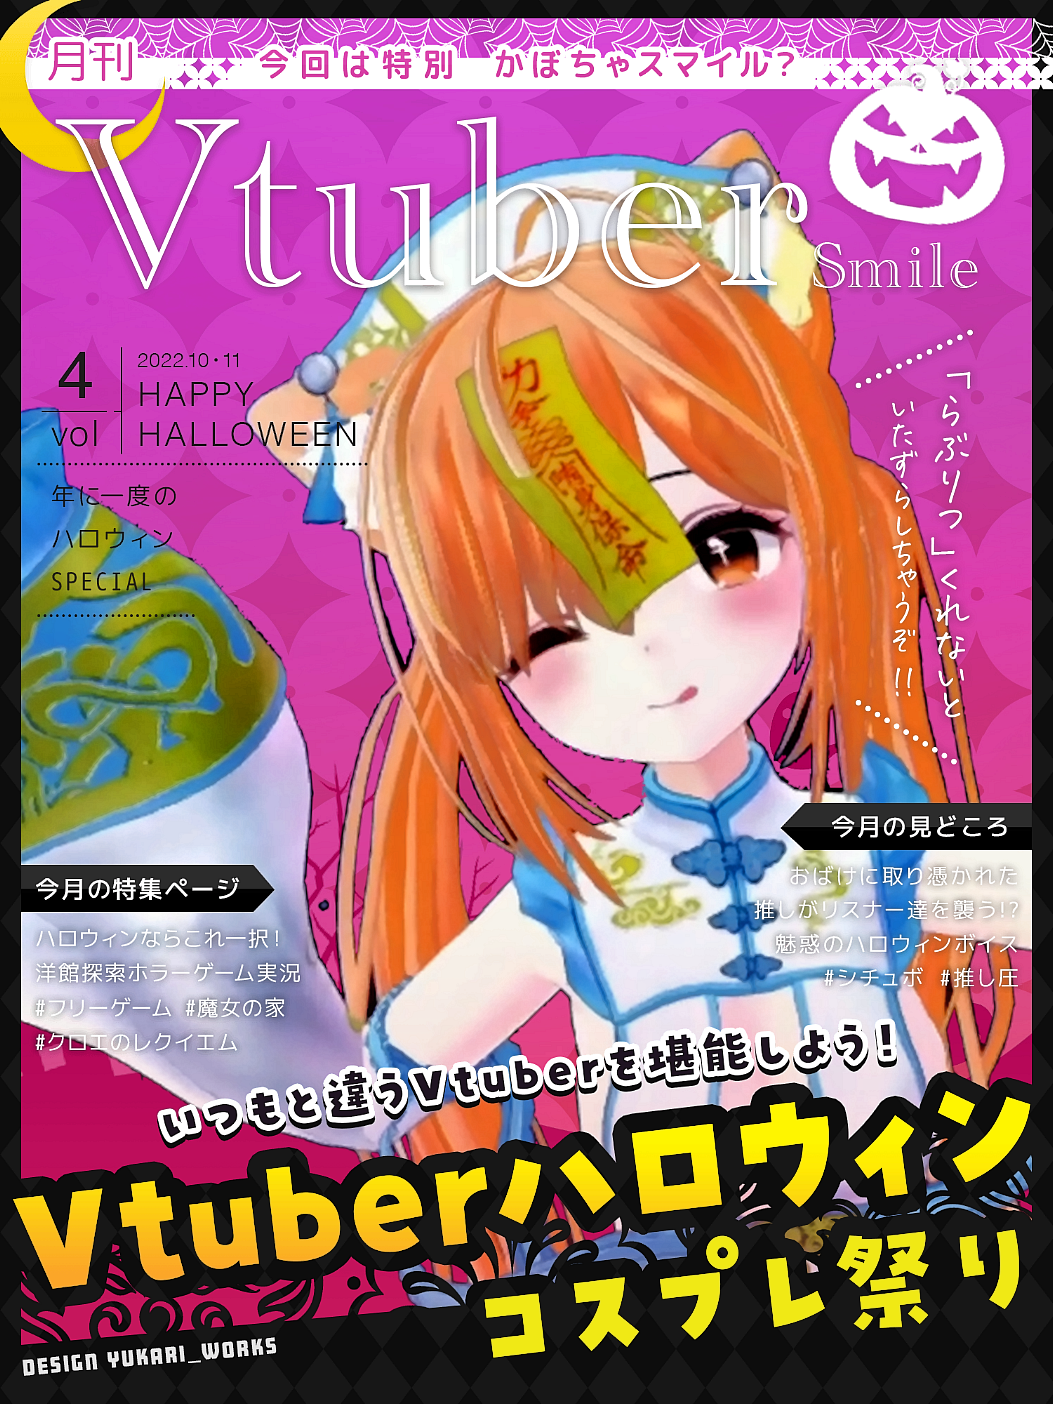 月刊
今回は特別 かぼちゃスマイル?
Vtuber
Smile
4
vol
2022.10・11
HAPPY
HALLOWEEN
年に一度の
ハロウィン
SPECIAL
「らぶりつ」くれないと
いたずらしちゃうぞ!!
今月の見どころ
おばけに取り憑かれた
推しがリスナー達を襲う!?
魅惑のハロウィンボイス
#シチュボ #推し圧
今月の特集ページ
ハロウィンならこれ一択!
洋館探索ホラーゲーム実況
#フリーゲーム #魔女の家
#クロエのレクイエム
いつもと違うVtuberを堪能しよう!
Vtuberハロウィン
コスプレ祭り
DESIGN YUKARI_WORKS